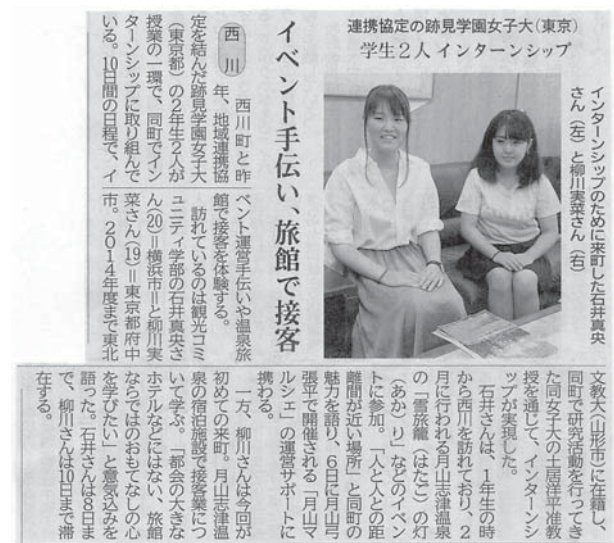 連携協定の跡見学園女子大(東京)
学生2人 インターンシップ
イベント手伝い、旅館で接客
インターンシップのために来町した石井真央
さん(左)と柳川実菜さん(右)
西川
西川町と昨
年、地域連携協
定を結んだ跡見学園女子大
(東京都)の2年生2人が
授業の一環で、同町でイン
ターンシップに取り組んで
いる。10日間の日程で、イ
ベント運営手伝いや温泉旅
館で接客を体験する。
訪れているのは観光コミ
ュニティ学部の石井真央さ
ん(20)=横浜市=と柳川実
菜さん(19)=東京都府中
市。2014年度まで東北
文教大(山形市)に在籍し、
同町で研究活動を行ってき
た同女子大の土居洋平准教
授を通じて、インターンシ
ップが実現した。
石井さんは、1年生の時
から西川を訪れており、2
月に行われる月山志津温泉
の「雪旅籠(はたご)の灯
(あかり)」などのイベン
トに参加。「人と人との距
離間が近い場所」と同町の
魅力を語り、6日に月山弓
張平で開催される「月山マ
ルシェ」の運営サポートに
携わる。
一方、柳川さんは今回が
初めての来町。月山志津温
泉の宿泊施設で接客業につ
いて学ぶ。「都会の大きな
ホテルなどにはない、旅館
ならではのおもてなしの心
を学びたい」と意気込みを
語った。石井さんは8日ま
で、柳川さんは10日まで滞
在する。